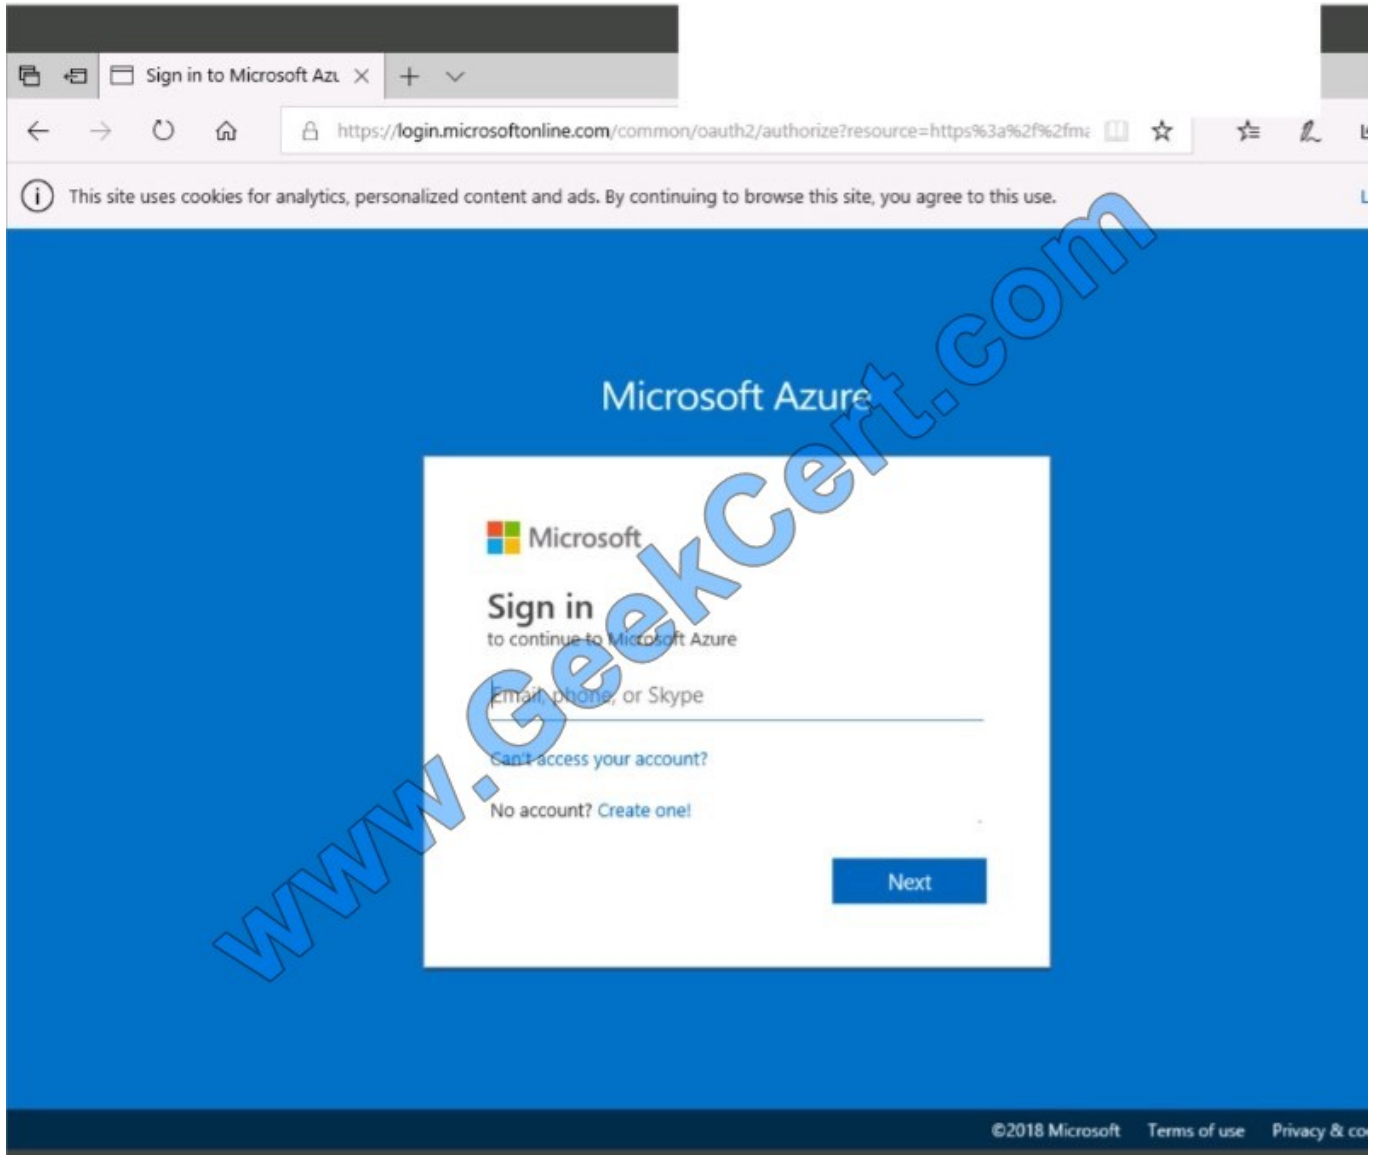 Sign in to Microsoft Azu
https://login.microsoftonline.com/common/oauth2/authorize?resource=https%3a%2f%2fma
This site uses cookies for analytics, personalized content and ads. By continuing to browse this site, you agree to this use.
Microsoft Azure
Microsoft
Sign in
to continue to Microsoft Azure
Email, phone, or Skype
Can't access your account?
No account? Create one!
Next
www.GeekCert.com
©2018 Microsoft Terms of use Privacy & co